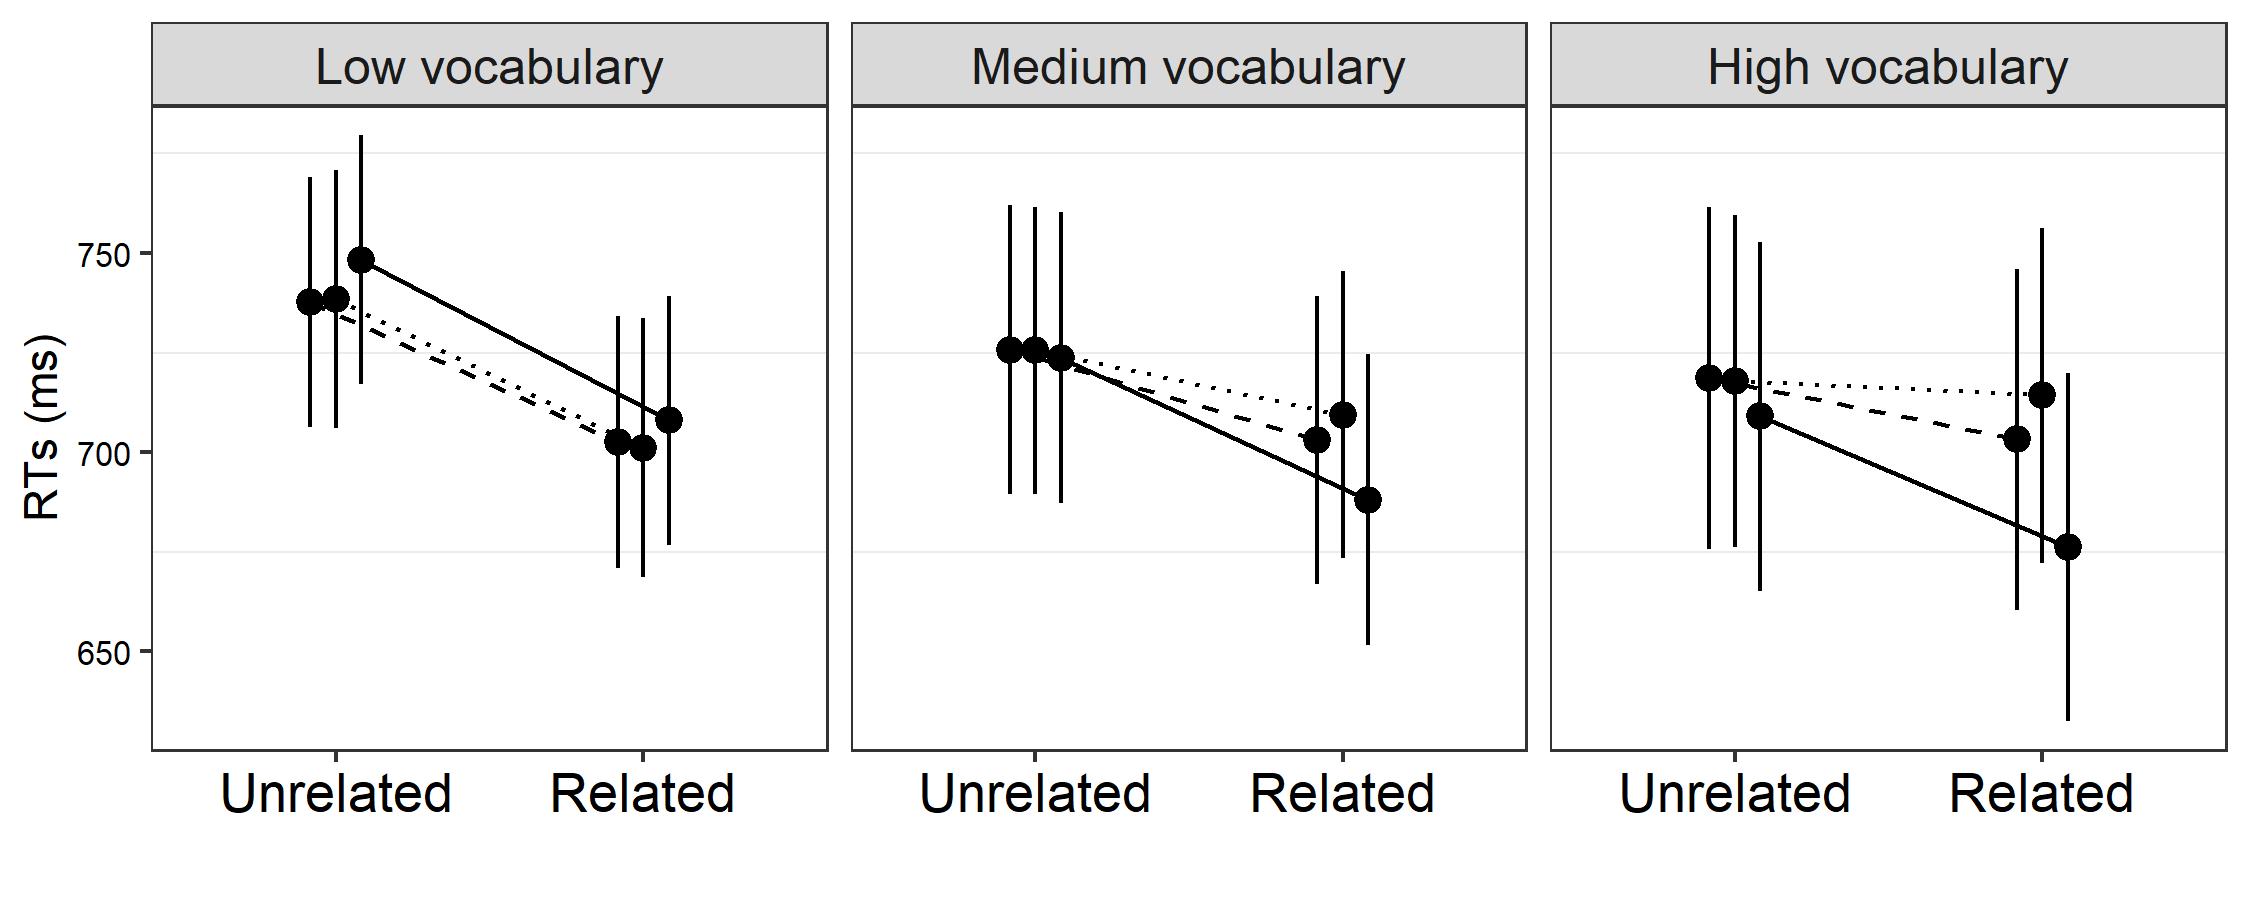 Low vocabulary
Medium vocabulary
High vocabulary
RTs (ms)
750
700
650
Unrelated Related
Unrelated Related
Unrelated Related